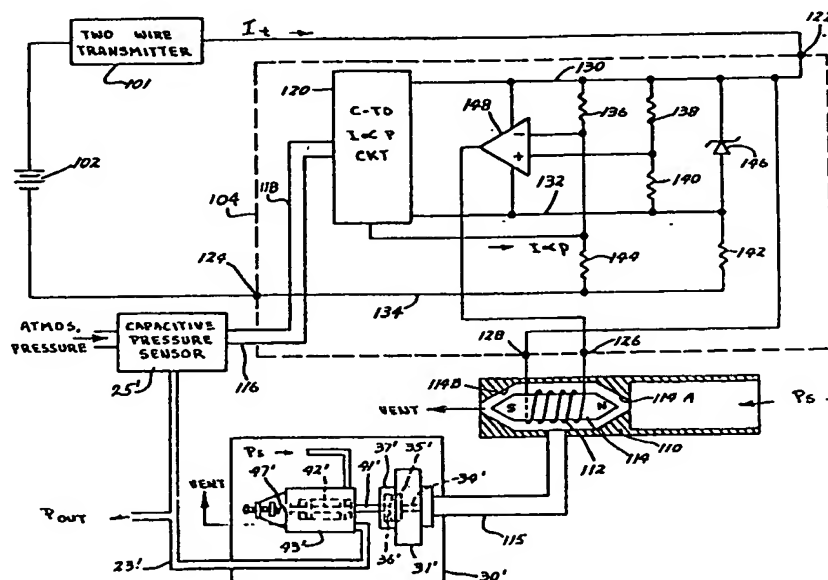 TWO WIRE
TRANSMITTER
101
It →
122
120
130
C-TO
I∝P
CKT
148
136
138
-
+
146
102
118
132
140
104
→
I∝P
144
142
124
134
ATMOS.
PRESSURE
CAPACITIVE
PRESSURE
SENSOR
25'
116
128
126
114B
114A
VENT
S
N
Ps
112
114
110
Ps
VENT
47'
42'
41'
37'
35'
34'
POUT
43'
36'
31'
115
23'
30'